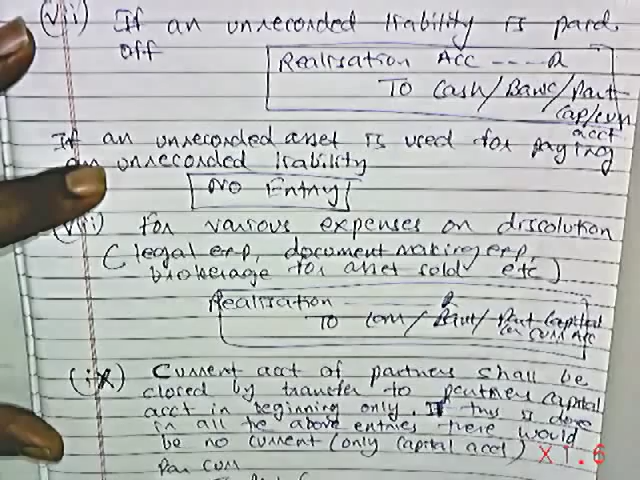 (vii) If an unrecorded liability is paid
off
Realisation Acc ---- Dr
To Cash/Bank/Part
Cap/curr
acct
If an unrecorded asset is used for paying
an unrecorded liability
No Entry
(viii) for various expenses on dissolution
(legal exp, document making exp,
brokerage for asset sold etc)
Realisation
To Cash/Bank/Part Capital
or curr Acc
(ix) Current acct of partners shall be
closed by transfer to partners capital
acct in beginning only. If this is done
in all the above entries there would
be no current (only capital acct)
x1.6